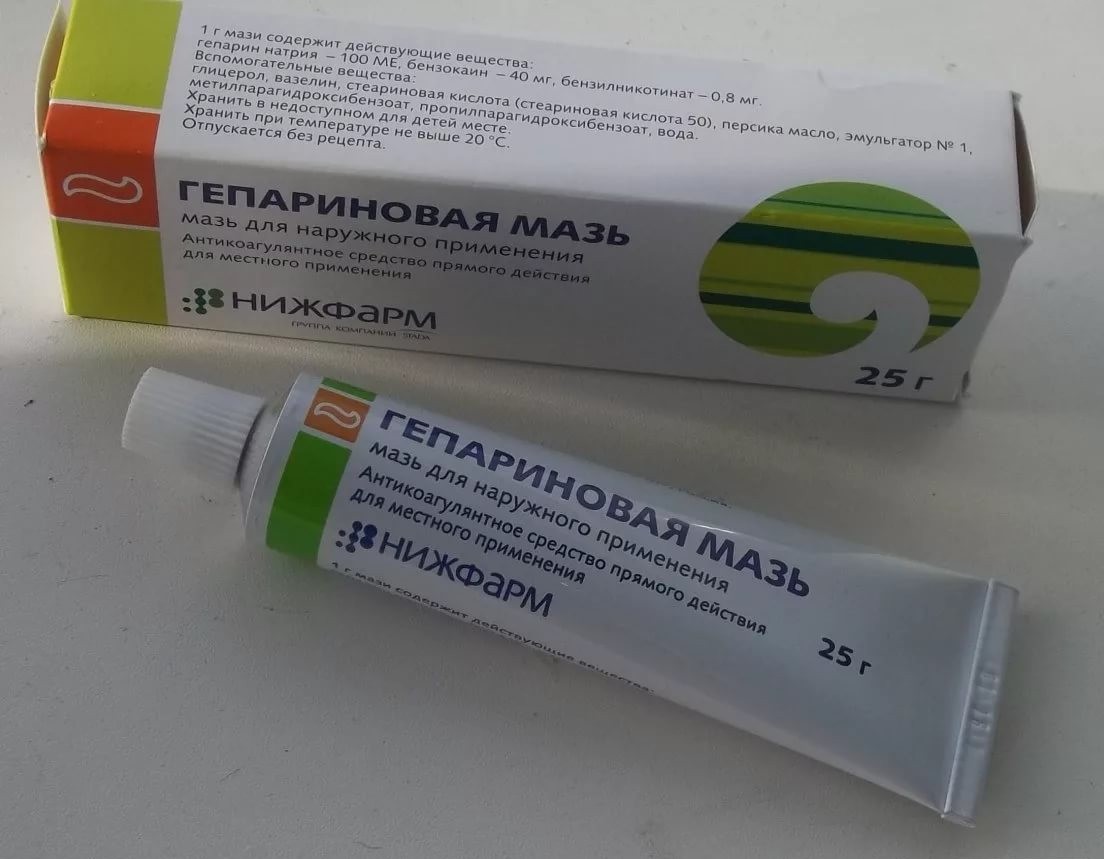 1 г мази содержит действующие вещества:
гепарин натрия – 100 МЕ, бензокаин – 40 мг, бензилникотинат – 0,8 мг.
Вспомогательные вещества:
глицерол, вазелин, стеариновая кислота (стеариновая кислота 50), персика масло, эмульгатор № 1,
метилпарагидроксибензоат, пропилпарагидроксибензоат, вода.
Хранить в недоступном для детей месте.
Хранить при температуре не выше 20 °С.
Отпускается без рецепта.
ГЕПАРИНОВАЯ МАЗЬ
мазь для наружного применения
Антикоагулянтное средство прямого действия
для местного применения
НИЖФАРМ
ГРУППА КОМПАНИЙ STADA
25 г
ГЕПАРИНОВАЯ МАЗЬ
мазь для наружного применения
Антикоагулянтное средство прямого действия
для местного применения
НИЖФАРМ
1 г мази содержит действующие вещества:
25 г